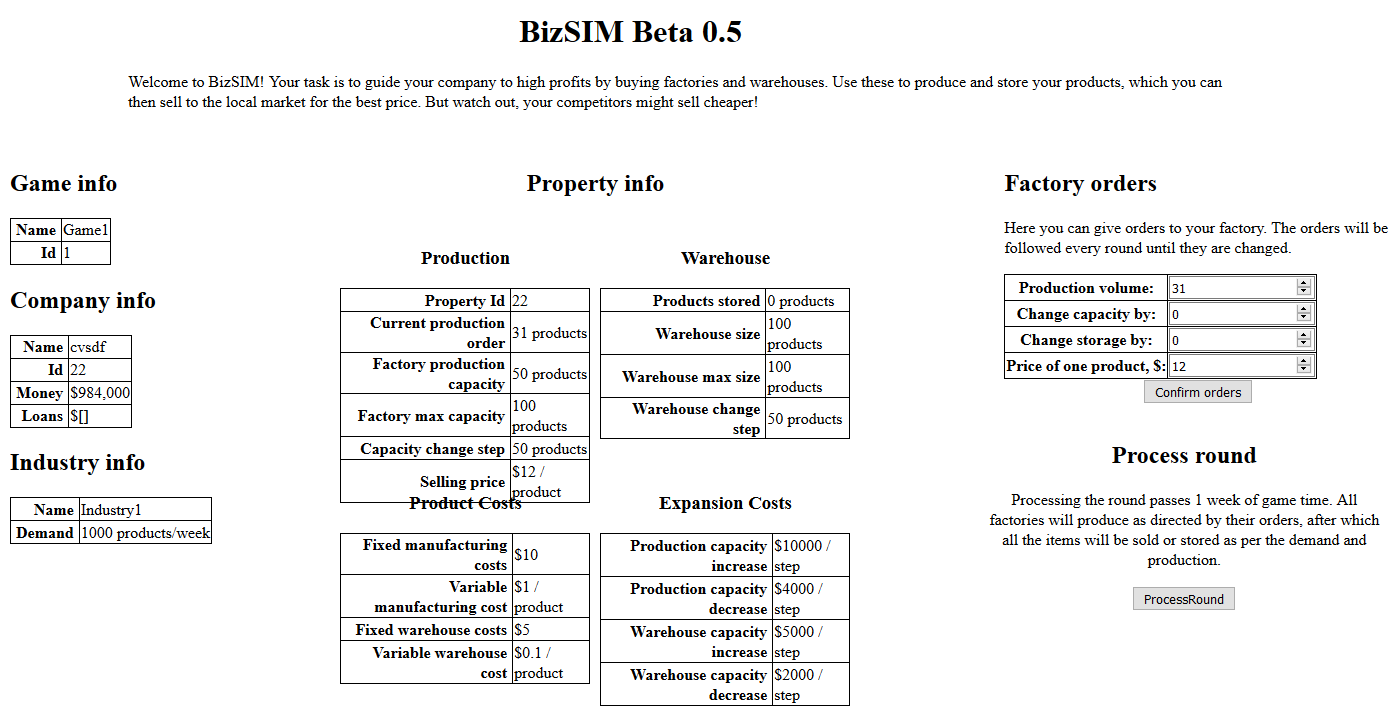 BizSIM Beta 0.5
Welcome to BizSIM! Your task is to guide your company to high profits by buying factories and warehouses. Use these to produce and store your products, which you can
then sell to the local market for the best price. But watch out, your competitors might sell cheaper!
Game info
Name Game1
Id 1
Company info
Name cvsdf
Id 22
Money $984,000
Loans $[]
Industry info
Name Industry1
Demand 1000 products/week
Property info
Production
Property Id 22
Current production
order 31 products
Factory production
capacity 50 products
Factory max capacity 100
products
Capacity change step 50 products
Selling price $12 /
product
Warehouse
Products stored 0 products
Warehouse size 100
products
Warehouse max size 100
products
Warehouse change
step 50 products
Product Costs
Fixed manufacturing
costs $10
Variable $1 /
manufacturing cost product
Fixed warehouse costs $5
Variable warehouse $0.1 /
cost product
Expansion Costs
Production capacity $10000 /
increase step
Production capacity $4000 /
decrease step
Warehouse capacity $5000 /
increase step
Warehouse capacity $2000 /
decrease step
Factory orders
Here you can give orders to your factory. The orders will be
followed every round until they are changed.
Production volume: 31
Change capacity by: 0
Change storage by: 0
Price of one product, $: 12
Confirm orders
Process round
Processing the round passes 1 week of game time. All
factories will produce as directed by their orders, after which
all the items will be sold or stored as per the demand and
production.
ProcessRound